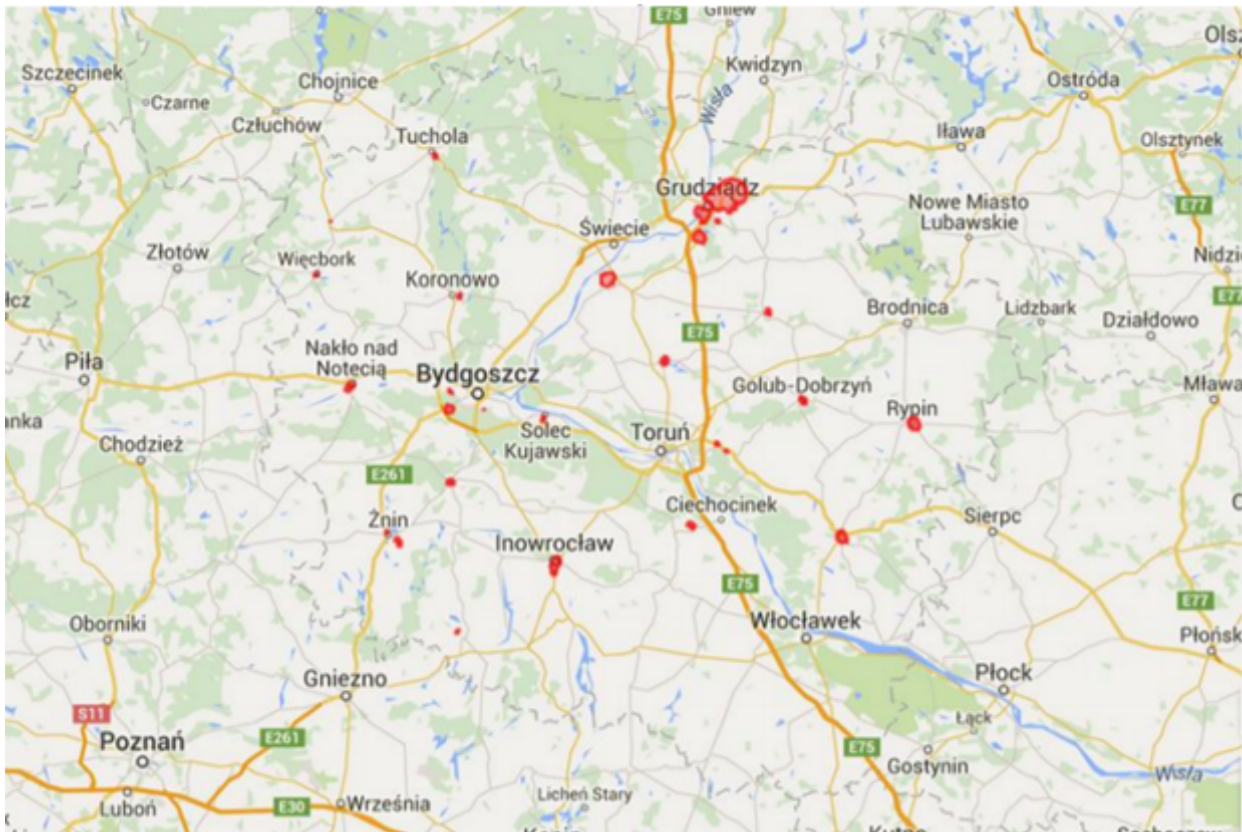 E75
Gniew
Kwidzyn
Szczecinek
Chojnice
Ostróda
Czarne
Człuchów
Wisła
Tuchola
Iława
Olsztynek
Grudziądz
Nowe Miasto
Lubawskie
E77
Świecie
Złotów
Więcbork
Koronowo
Brodnica
Lidzbark
Działdowo
E77
E75
Piła
Nakło nad
Notecią
Bydgoszcz
Golub-Dobrzyń
Mława
Rypin
Chodzież
Solec
Kujawski
Toruń
E261
Ciechocinek
Żnin
Sierpc
Inowrocław
E75
E77
Oborniki
Włocławek
Płońsk
Gniezno
Płock
S11
Łąck
Poznań
E261
E75
Gostynin
Wisła
Luboń
E30
Września
Licheń Stary